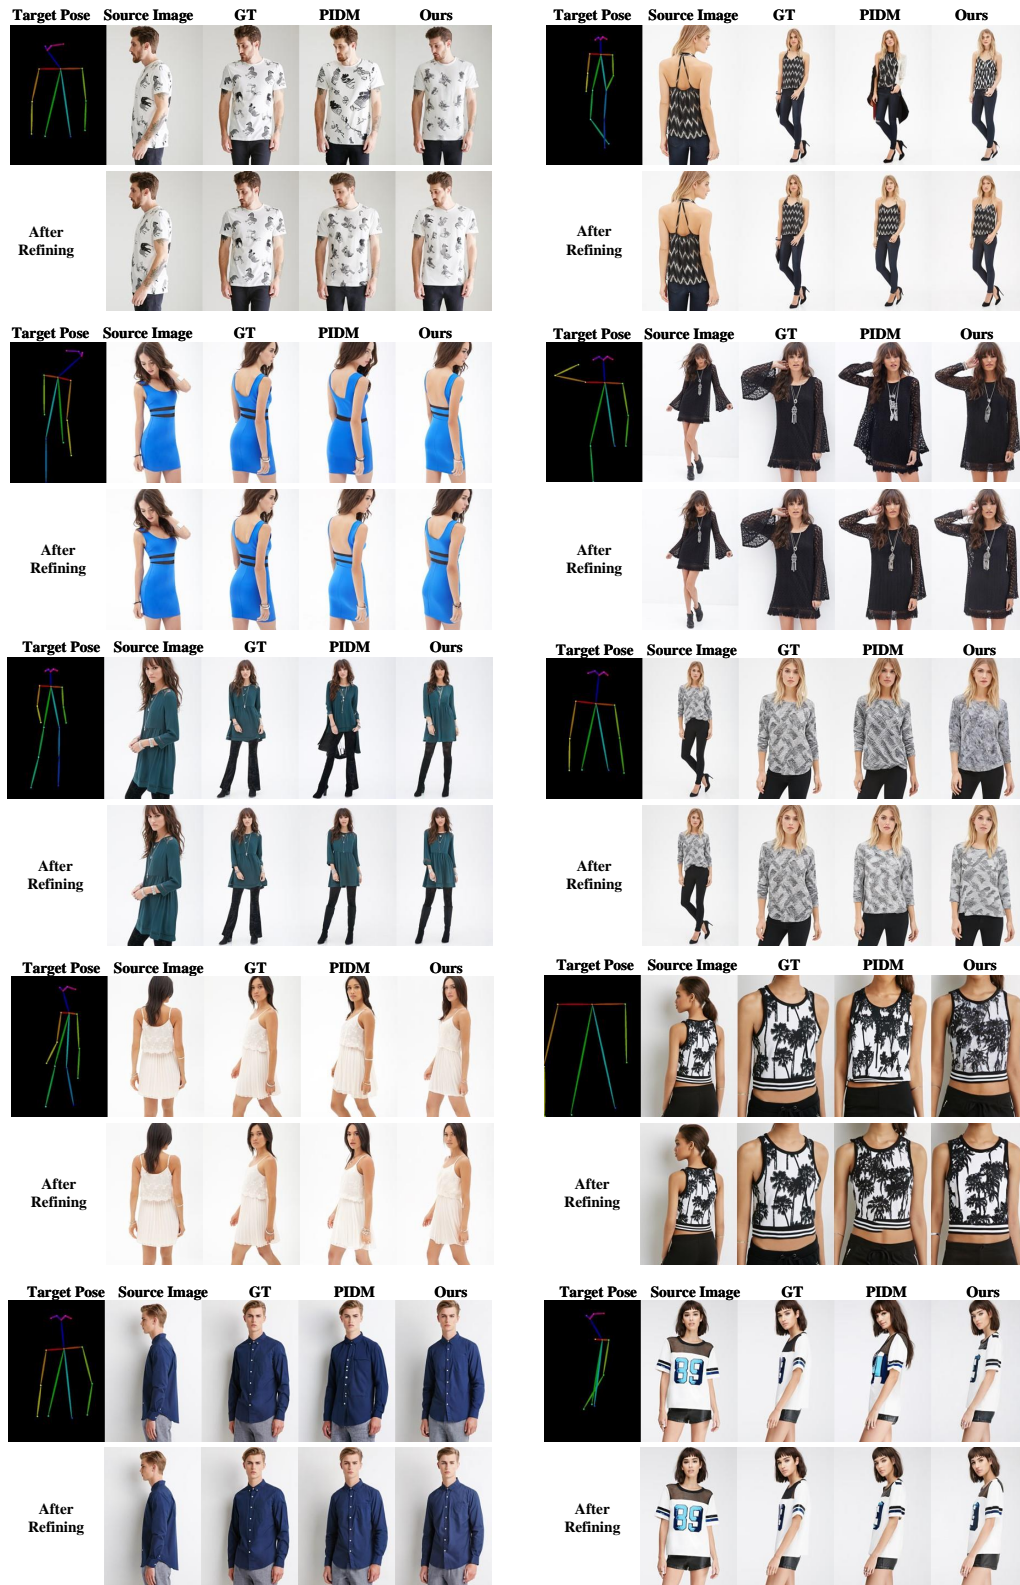 Target Pose Source Image GT PIDM Ours
After
Refining
Target Pose Source Image GT PIDM Ours
After
Refining
Target Pose Source Image GT PIDM Ours
After
Refining
Target Pose Source Image GT PIDM Ours
After
Refining
Target Pose Source Image GT PIDM Ours
After
Refining
Target Pose Source Image GT PIDM Ours
After
Refining
Target Pose Source Image GT PIDM Ours
After
Refining
Target Pose Source Image GT PIDM Ours
After
Refining
Target Pose Source Image GT PIDM Ours
After
Refining
Target Pose Source Image GT PIDM Ours
89
After
Refining
89